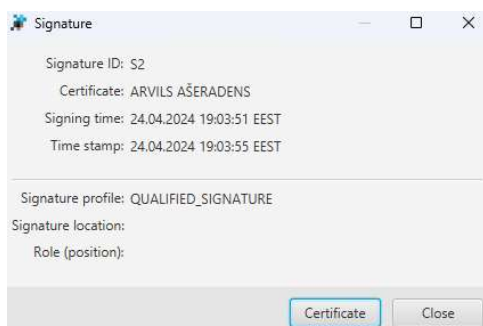 Signature
Signature ID: S2
Certificate: ARVILS AŠERADENS
Signing time: 24.04.2024 19:03:51 EEST
Time stamp: 24.04.2024 19:03:55 EEST
Signature profile: QUALIFIED_SIGNATURE
Signature location:
Role (position):
Certificate Close